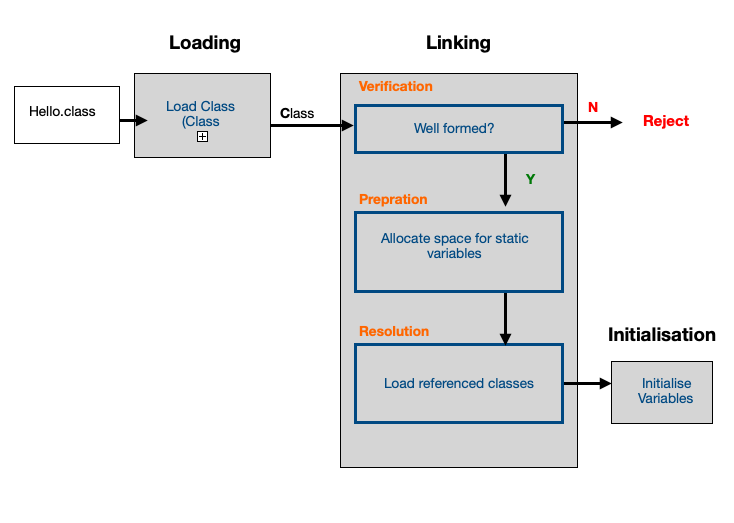 Loading
Linking
Hello.class
Load Class
(Class
Class
Verification
Well formed?
N
Reject
Y
Prepration
Allocate space for static
variables
Resolution
Load referenced classes
Initialisation
Initialise
Variables